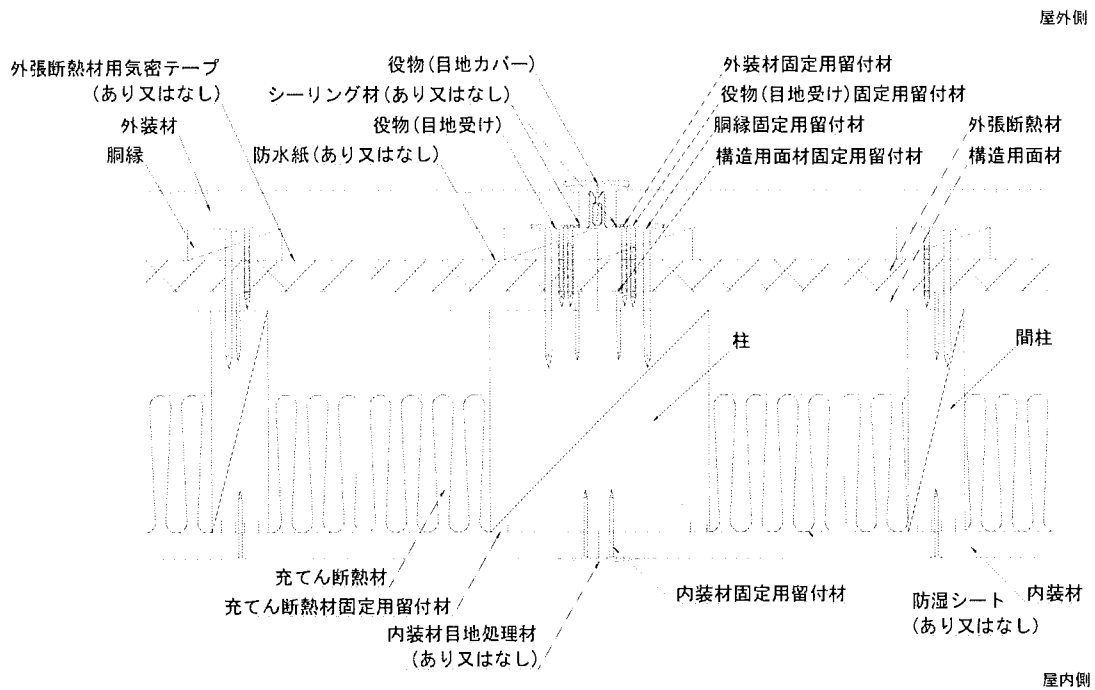 屋外側
外張断熱材用気密テープ
(あり又はなし)
外装材
胴縁
役物(目地カバー)
シーリング材(あり又はなし)
役物(目地受け)
防水紙(あり又はなし)
外装材固定用留付材
役物(目地受け)固定用留付材
胴縁固定用留付材
構造用面材固定用留付材
外張断熱材
構造用面材
柱
間柱
充てん断熱材
充てん断熱材固定用留付材
内装材目地処理材
(あり又はなし)
内装材固定用留付材
防湿シート
(あり又はなし)
内装材
屋内側